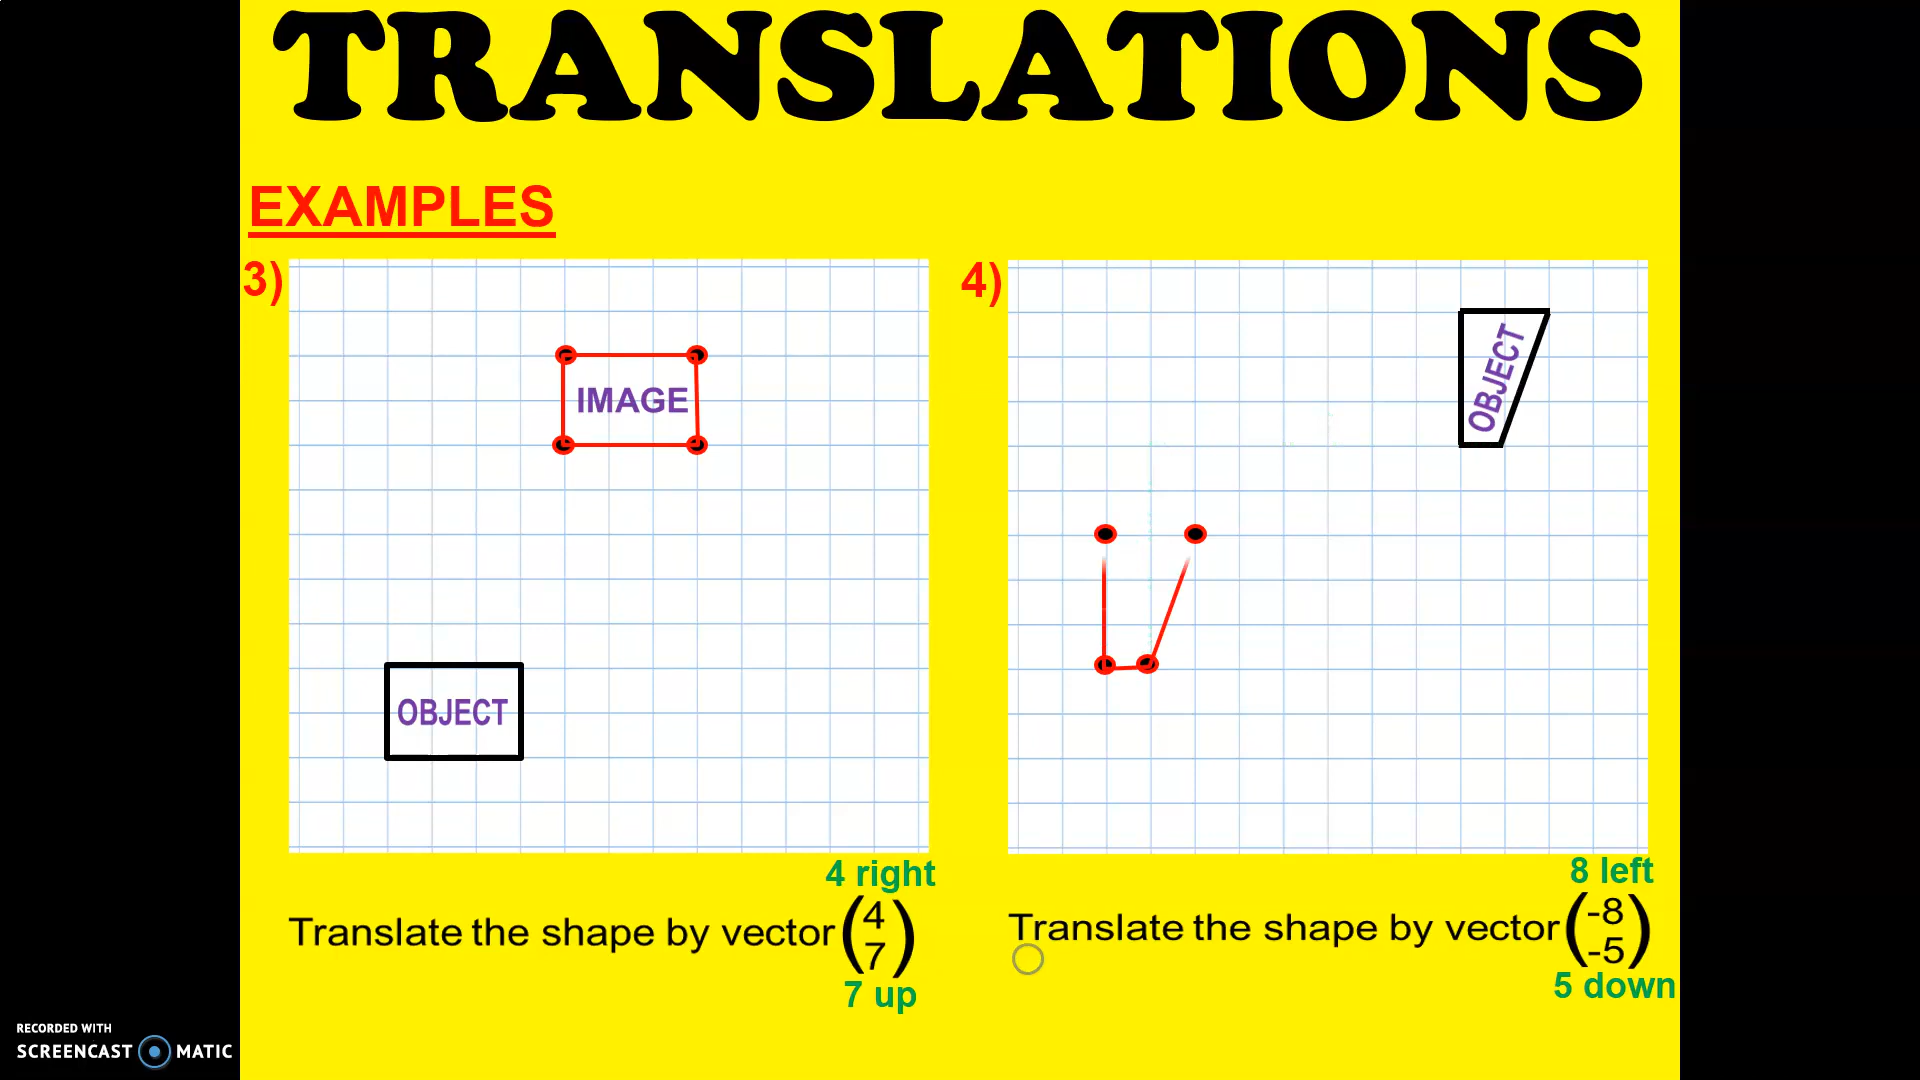 TRANSLATIONS
EXAMPLES
3)
IMAGE
OBJECT
4 right
Translate the shape by vector (4
7)
7 up
4)
OBJECT
8 left
Translate the shape by vector (-8
-5)
5 down
RECORDED WITH
SCREENCAST MATIC